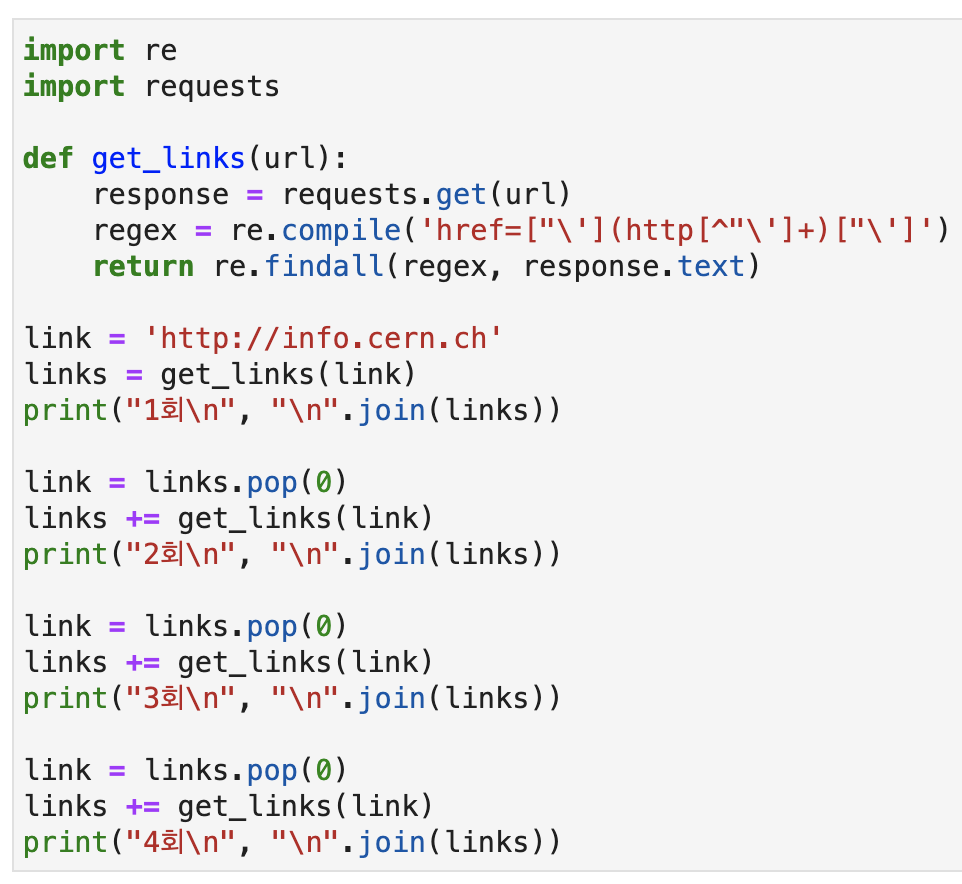 import re
import requests

def get_links(url):
    response = requests.get(url)
    regex = re.compile('href=["\'](http[^"\']+)["\']')
    return re.findall(regex, response.text)

link = 'http://info.cern.ch'
links = get_links(link)
print("1회\n", "\n".join(links))

link = links.pop(0)
links += get_links(link)
print("2회\n", "\n".join(links))

link = links.pop(0)
links += get_links(link)
print("3회\n", "\n".join(links))

link = links.pop(0)
links += get_links(link)
print("4회\n", "\n".join(links))